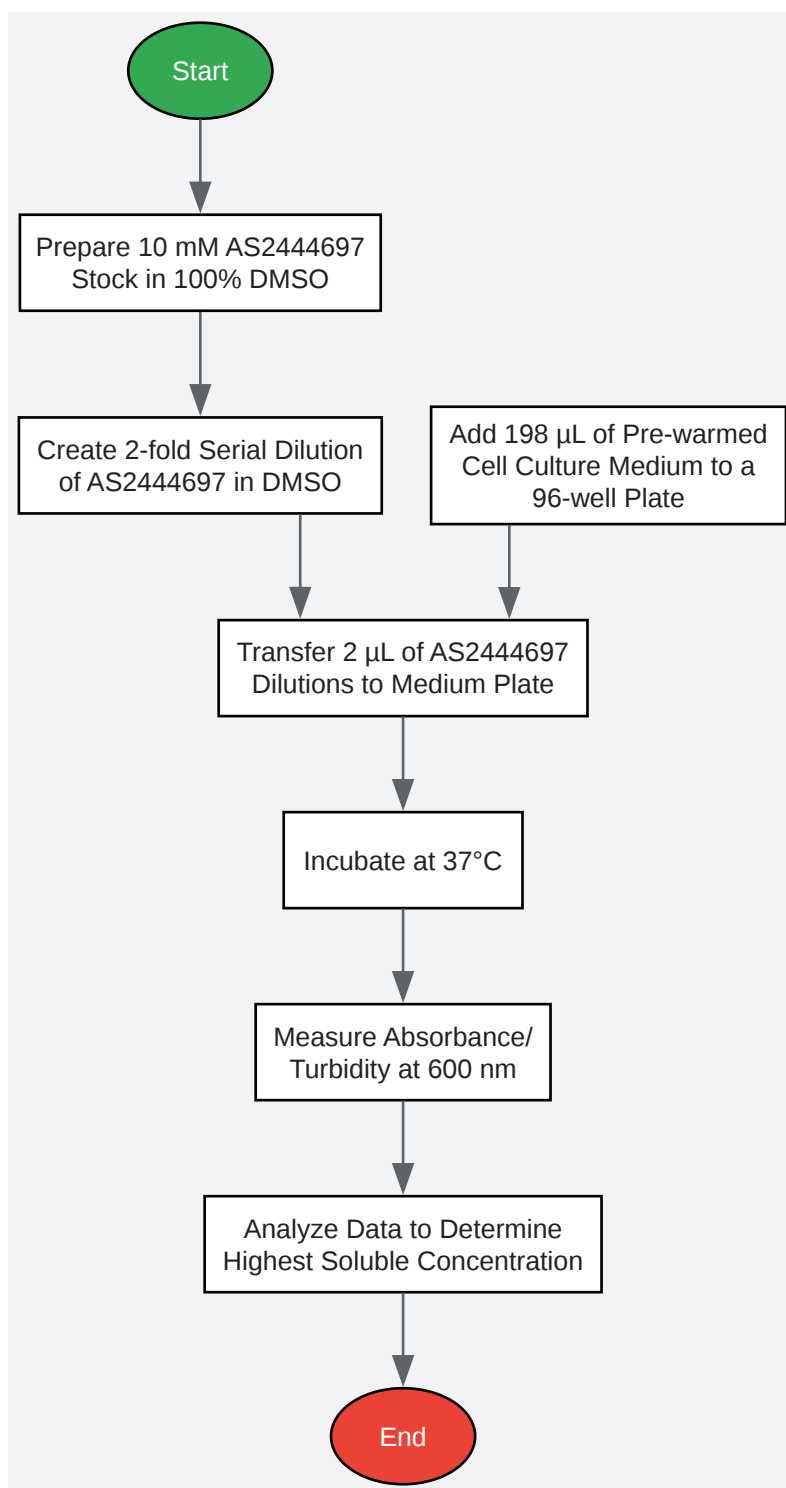 Start
Prepare 10 mM AS2444697
Stock in 100% DMSO
Create 2-fold Serial Dilution
of AS2444697 in DMSO
Add 198 µL of Pre-warmed
Cell Culture Medium to a
96-well Plate
Transfer 2 µL of AS2444697
Dilutions to Medium Plate
Incubate at 37°C
Measure Absorbance/
Turbidity at 600 nm
Analyze Data to Determine
Highest Soluble Concentration
End